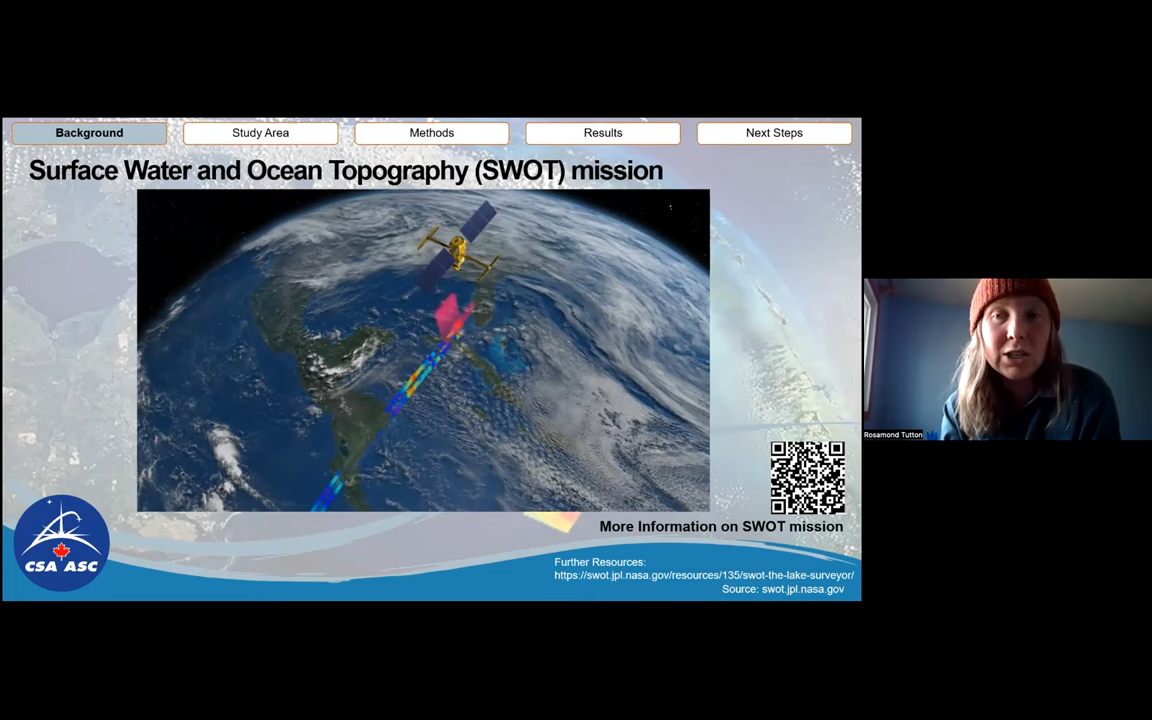 Background
Study Area
Methods
Results
Next Steps
Surface Water and Ocean Topography (SWOT) mission
Rosamond Tutton
More Information on SWOT mission
CSA ASC
Further Resources:
https://swot.jpl.nasa.gov/resources/135/swot-the-lake-surveyor/
Source: swot.jpl.nasa.gov